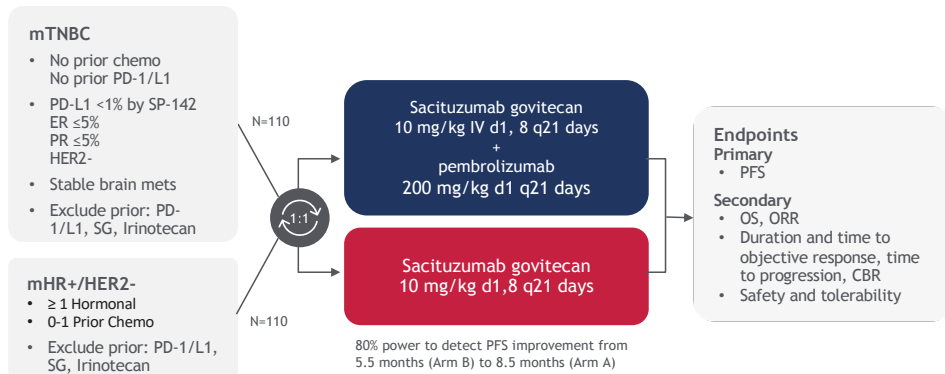 mTNBC
• No prior chemo
No prior PD-1/L1
• PD-L1 <1% by SP-142
ER ≤5%
PR ≤5%
HER2-
• Stable brain mets
• Exclude prior: PD-
1/L1, SG, Irinotecan
mHR+/HER2-
• ≥ 1 Hormonal
• 0-1 Prior Chemo
• Exclude prior: PD-1/L1,
SG, Irinotecan
N=110
N=110
1:1
Sacituzumab govitecan
10 mg/kg IV d1, 8 q21 days
+
pembrolizumab
200 mg/kg d1 q21 days
Sacituzumab govitecan
10 mg/kg d1,8 q21 days
80% power to detect PFS improvement from
5.5 months (Arm B) to 8.5 months (Arm A)
Endpoints
Primary
• PFS
Secondary
• OS, ORR
• Duration and time to
objective response, time
to progression, CBR
• Safety and tolerability